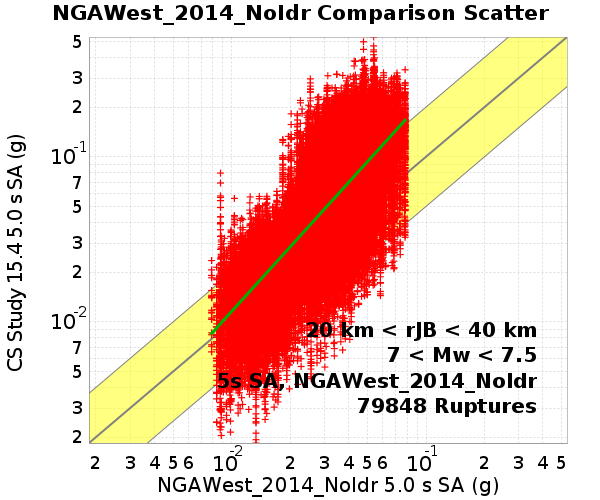 NGAWest_2014_NoIdr Comparison Scatter
CS Study 15.4 5.0 s SA (g)
5
3
2
10-1
7
5
3
2
10-2
7
5
3
2
20 km < rJB < 40 km
7 < Mw < 7.5
5s SA, NGAWest_2014_NoIdr
79848 Ruptures
2 3 4 5 6 10-2 2 3 4 5 6 10-1 2 3 4 5
NGAWest_2014_NoIdr 5.0 s SA (g)